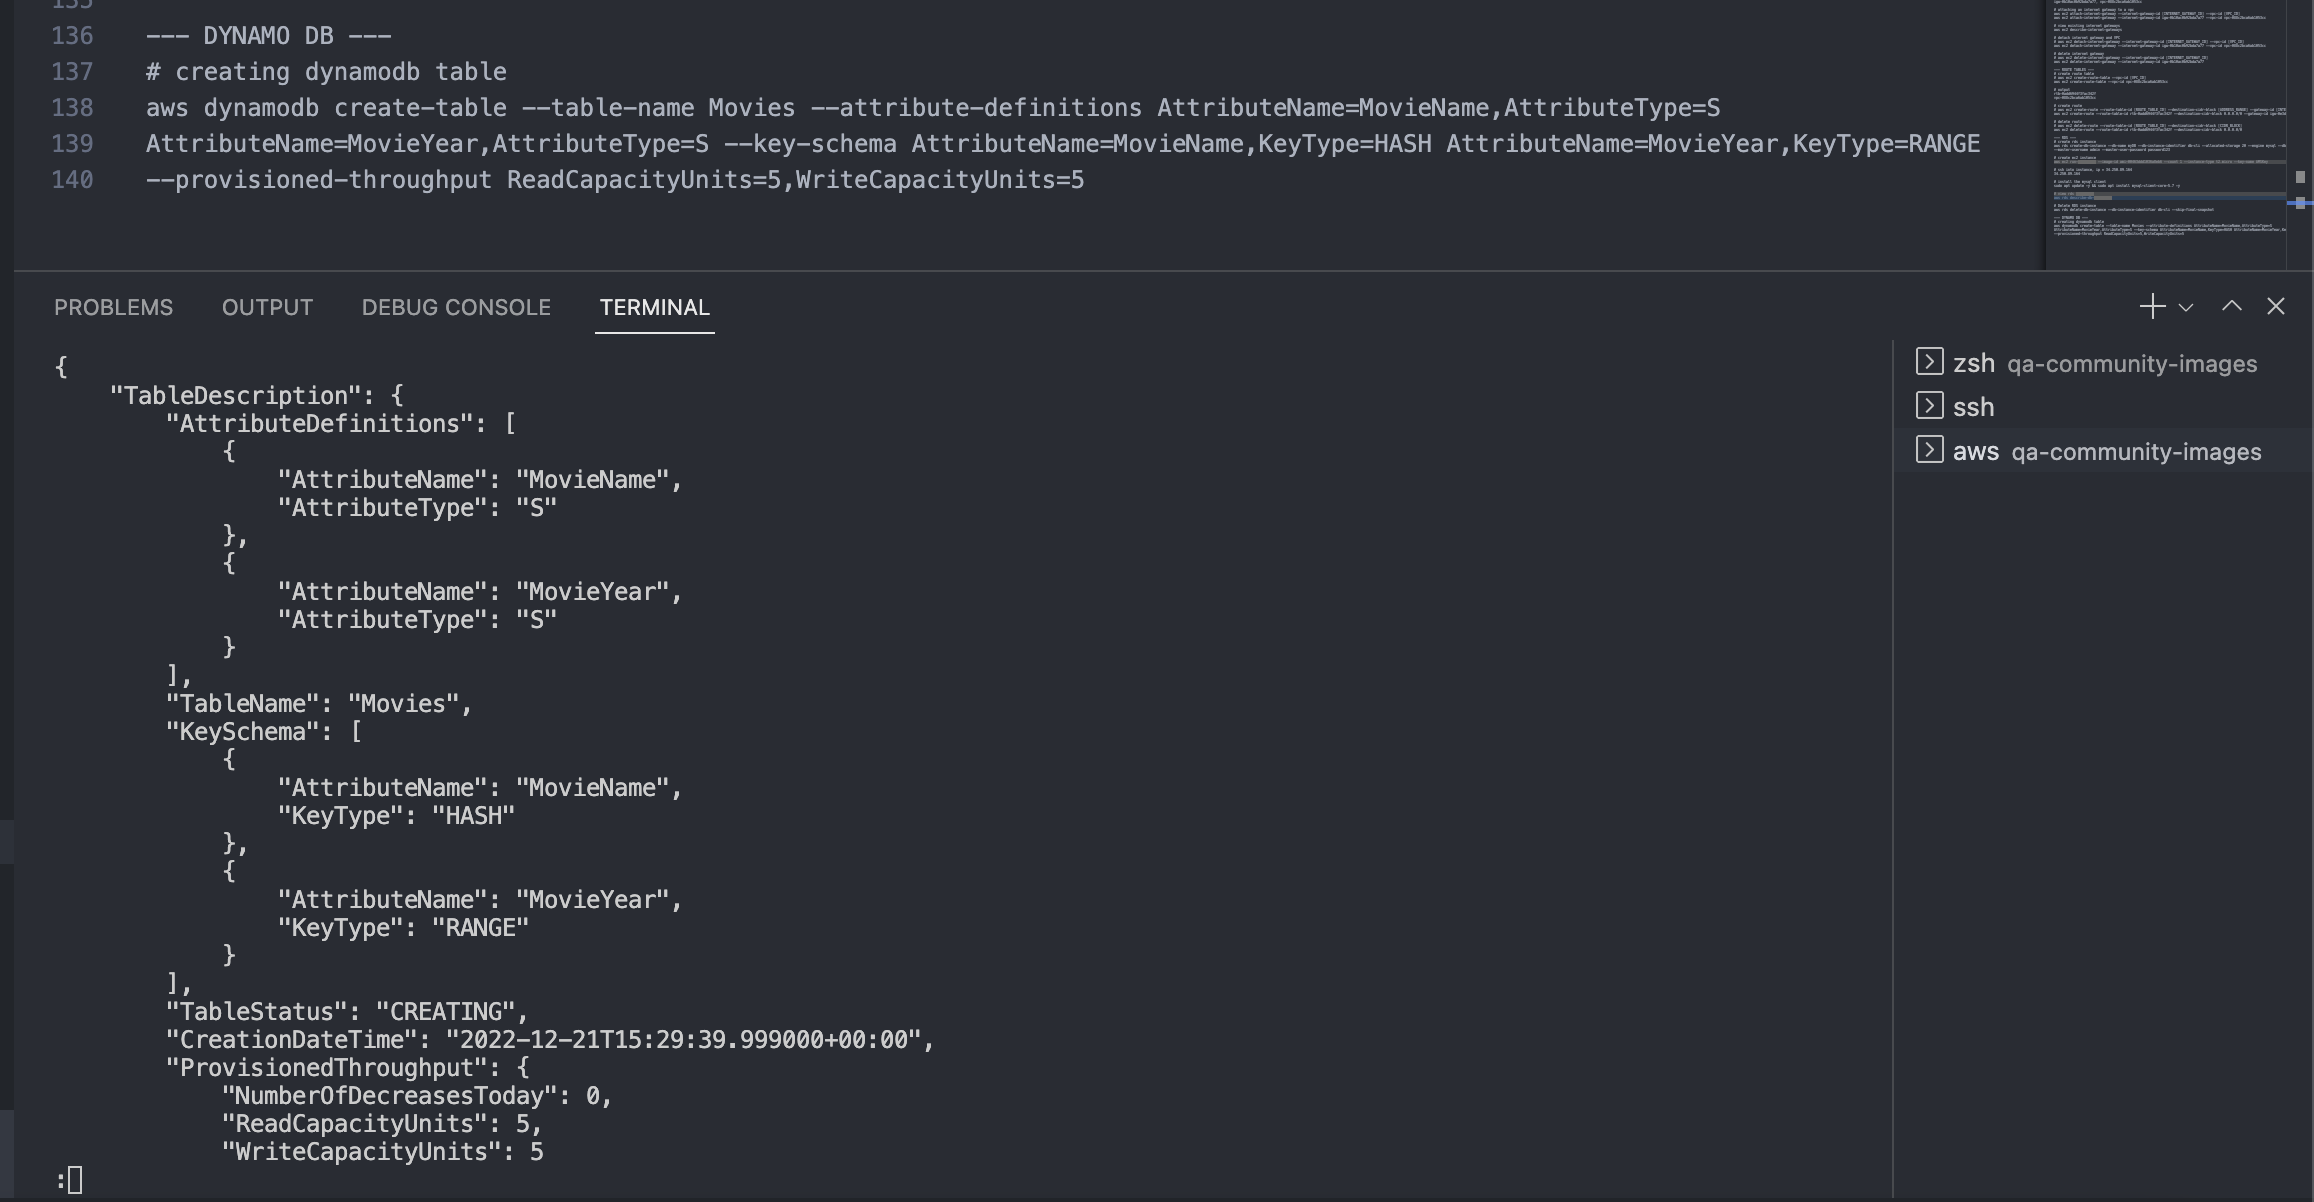 135
136 --- DYNAMO DB ---
137 # creating dynamodb table
138 aws dynamodb create-table --table-name Movies --attribute-definitions AttributeName=MovieName,AttributeType=S
139 AttributeName=MovieYear,AttributeType=S --key-schema AttributeName=MovieName,KeyType=HASH AttributeName=MovieYear,KeyType=RANGE
140 --provisioned-throughput ReadCapacityUnits=5,WriteCapacityUnits=5
PROBLEMS OUTPUT DEBUG CONSOLE TERMINAL
{
    "TableDescription": {
        "AttributeDefinitions": [
            {
                "AttributeName": "MovieName",
                "AttributeType": "S"
            },
            {
                "AttributeName": "MovieYear",
                "AttributeType": "S"
            }
        ],
        "TableName": "Movies",
        "KeySchema": [
            {
                "AttributeName": "MovieName",
                "KeyType": "HASH"
            },
            {
                "AttributeName": "MovieYear",
                "KeyType": "RANGE"
            }
        ],
        "TableStatus": "CREATING",
        "CreationDateTime": "2022-12-21T15:29:39.999000+00:00",
        "ProvisionedThroughput": {
            "NumberOfDecreasesToday": 0,
            "ReadCapacityUnits": 5,
            "WriteCapacityUnits": 5
:
zsh qa-community-images
ssh
aws qa-community-images